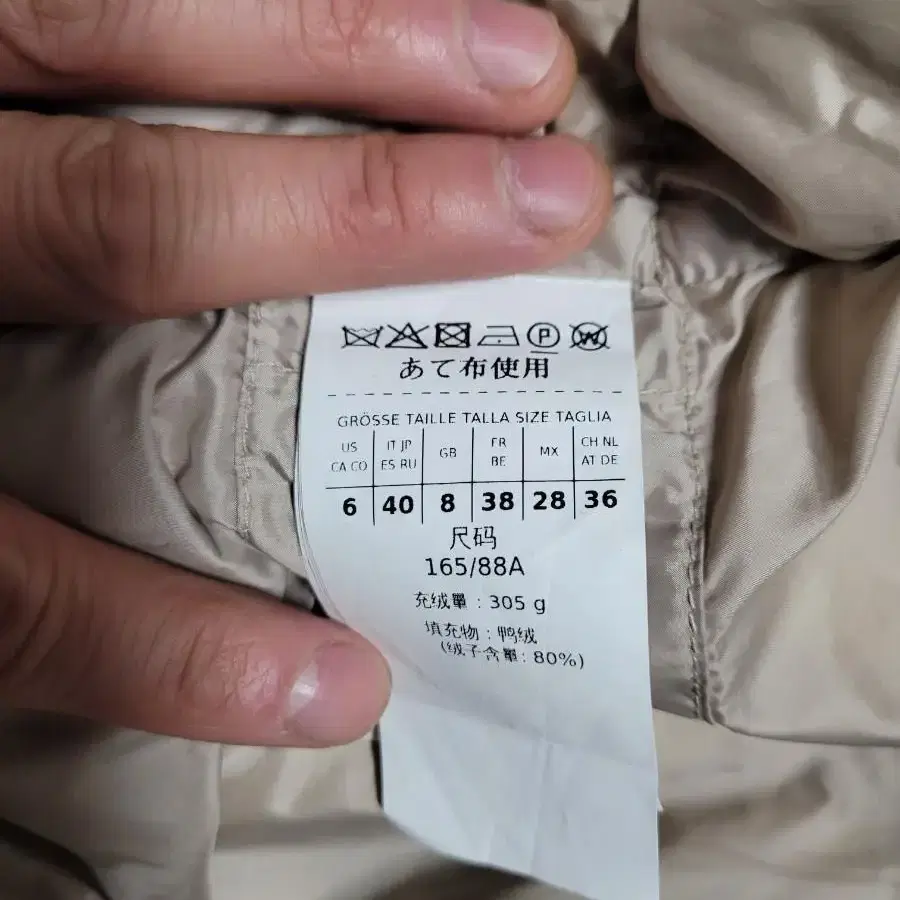 P W
あて布使用
GRÖSSE TAILLE TALLA SIZE TAGLIA
US CA CO IT JP ES RU GB FR BE MX CH NL AT DE
6 40 8 38 28 36
尺码
165/88A
充绒量 : 305 g
填充物 : 鸭绒
(绒子含量: 80%)